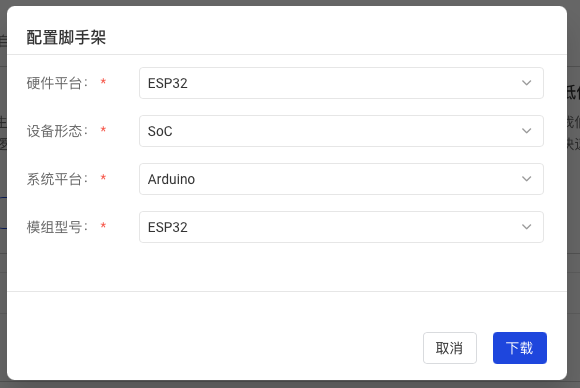 配置脚手架
硬件平台： * ESP32
设备形态： * SoC
系统平台： * Arduino
模组型号： * ESP32
取消 下载